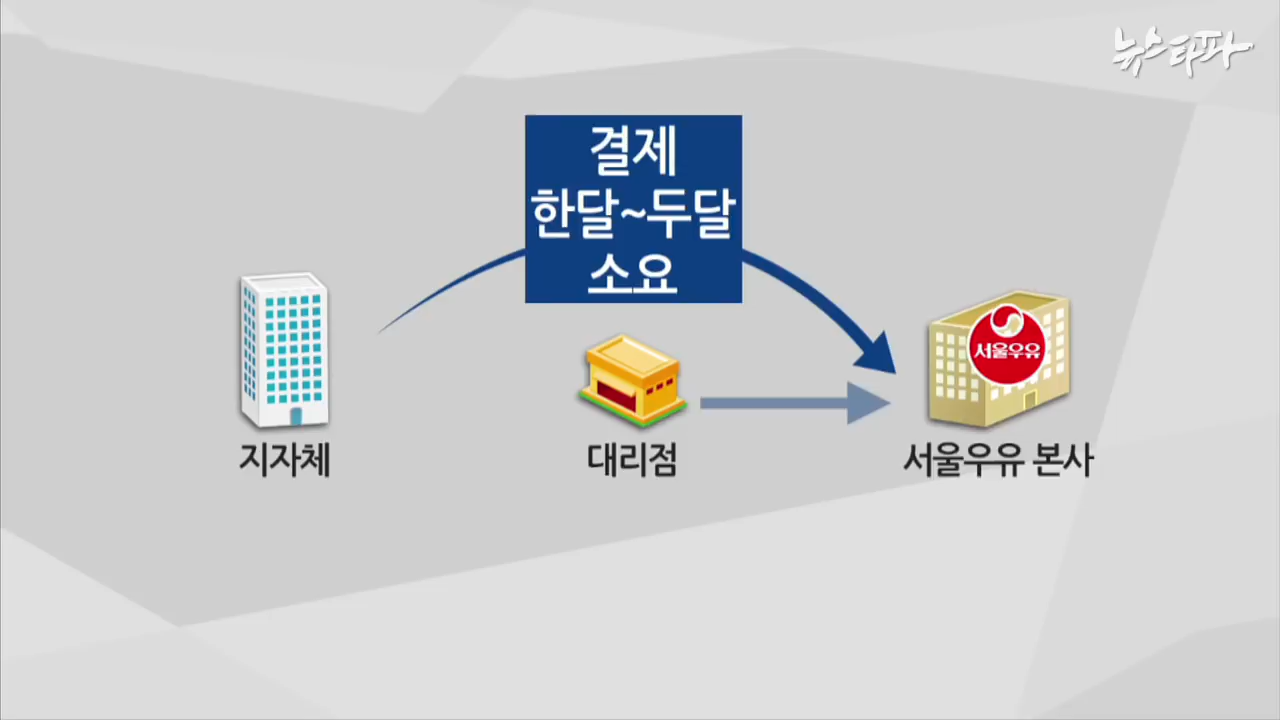 뉴스타파
결제
한달~두달
소요
서울우유
지자체
대리점
서울우유 본사